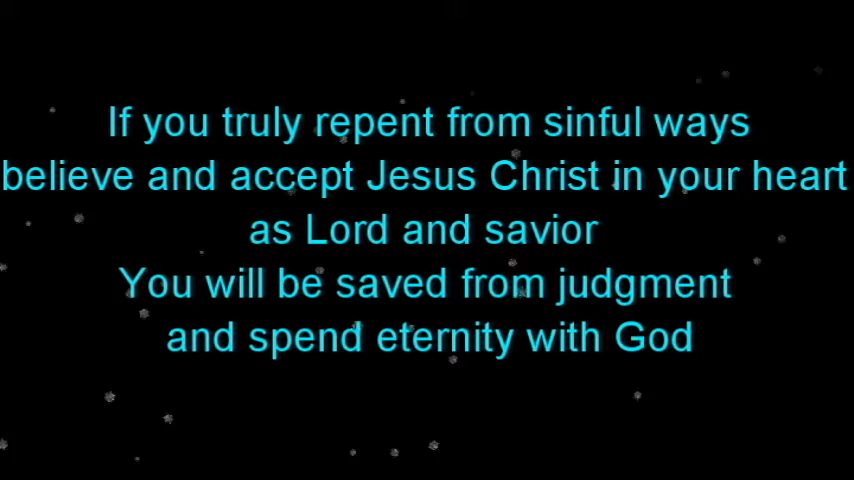 If you truly repent from sinful ways
believe and accept Jesus Christ in your heart
as Lord and savior
You will be saved from judgment
and spend eternity with God